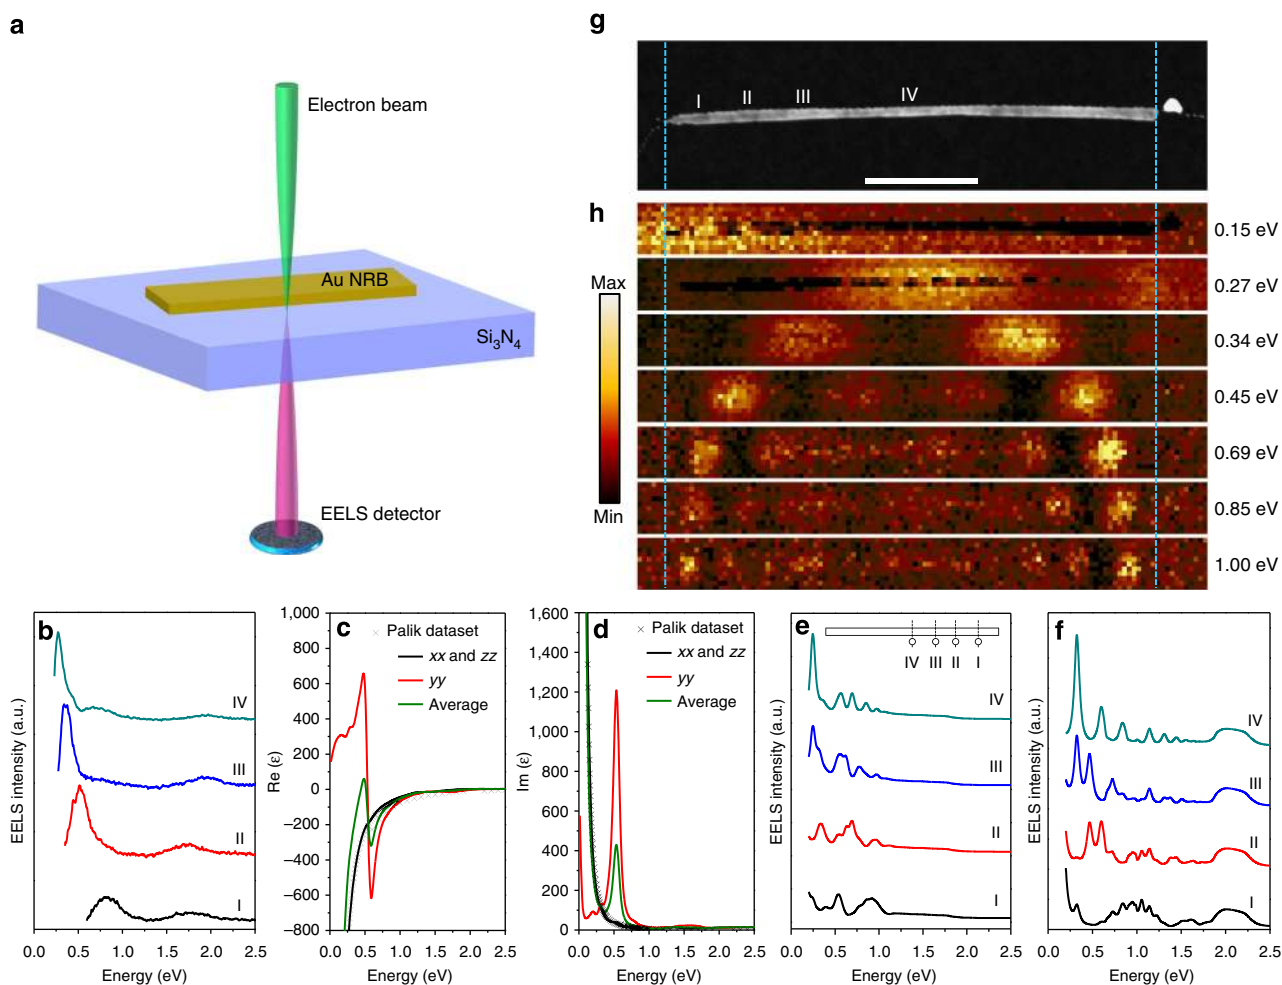 a
Electron beam
Au NRB
Si3N4
EELS detector
g
I II III IV
h
Max
Min
0.15 eV
0.27 eV
0.34 eV
0.45 eV
0.69 eV
0.85 eV
1.00 eV
b
IV
III
II
I
EELS intensity (a.u.)
0.0 0.5 1.0 1.5 2.0 2.5
Energy (eV)
c
Palik dataset
xx and zz
yy
Average
Re (ε)
1,000
800
600
400
200
0
−200
−400
−600
−800
0.0 0.5 1.0 1.5 2.0 2.5
Energy (eV)
d
Palik dataset
xx and zz
yy
Average
Im (ε)
1,600
1,400
1,200
1,000
800
600
400
200
0
0.0 0.5 1.0 1.5 2.0 2.5
Energy (eV)
e
IV III II I
IV
III
II
I
EELS intensity (a.u.)
0.0 0.5 1.0 1.5 2.0 2.5
Energy (eV)
f
IV
III
II
I
EELS intensity (a.u.)
0.0 0.5 1.0 1.5 2.0 2.5
Energy (eV)